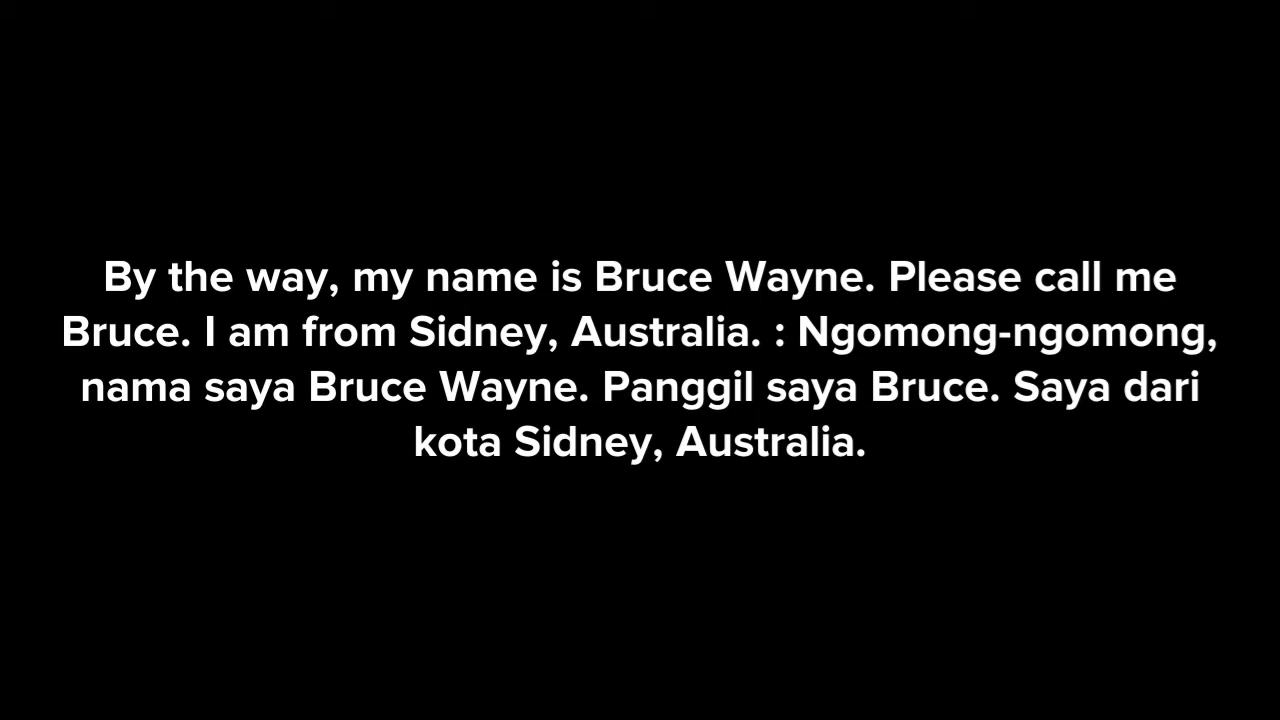 By the way, my name is Bruce Wayne. Please call me
Bruce. I am from Sidney, Australia. : Ngomong-ngomong,
nama saya Bruce Wayne. Panggil saya Bruce. Saya dari
kota Sidney, Australia.